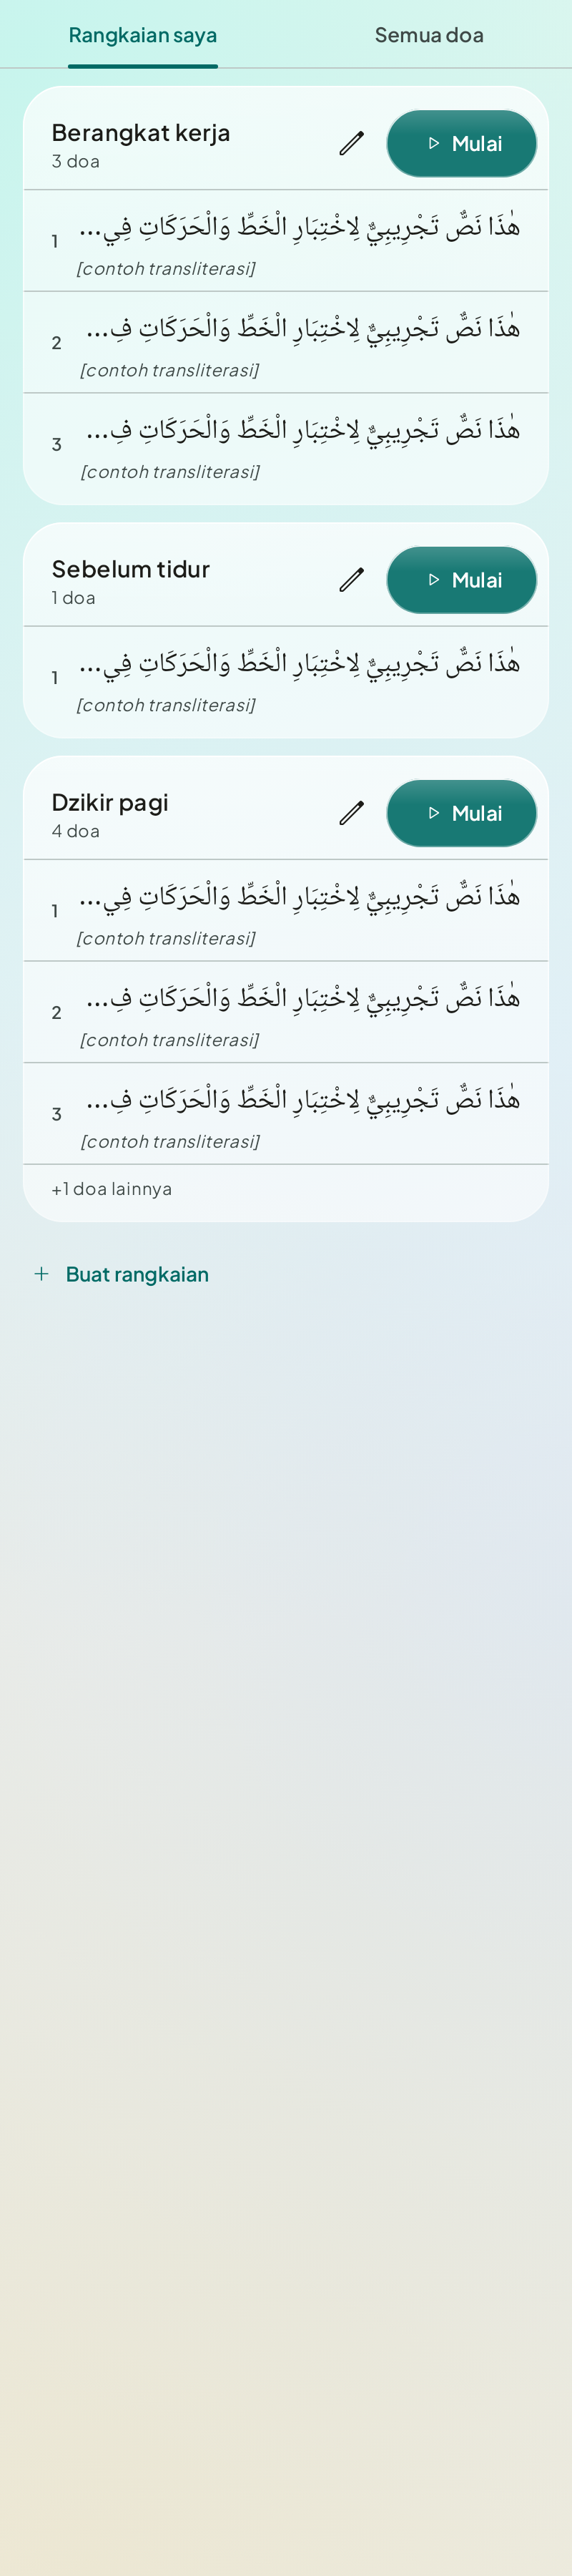 Rangkaian saya
Semua doa
Berangkat kerja
3 doa
Mulai
1
هٰذَا نَصٌّ تَجْرِيبِيٌّ لِاخْتِبَارِ الْخَطِّ وَالْحَرَكَاتِ فِي...
[contoh transliterasi]
2
هٰذَا نَصٌّ تَجْرِيبِيٌّ لِاخْتِبَارِ الْخَطِّ وَالْحَرَكَاتِ فِ...
[contoh transliterasi]
3
هٰذَا نَصٌّ تَجْرِيبِيٌّ لِاخْتِبَارِ الْخَطِّ وَالْحَرَكَاتِ فِ...
[contoh transliterasi]
Sebelum tidur
1 doa
Mulai
1
هٰذَا نَصٌّ تَجْرِيبِيٌّ لِاخْتِبَارِ الْخَطِّ وَالْحَرَكَاتِ فِي...
[contoh transliterasi]
Dzikir pagi
4 doa
Mulai
1
هٰذَا نَصٌّ تَجْرِيبِيٌّ لِاخْتِبَارِ الْخَطِّ وَالْحَرَكَاتِ فِي...
[contoh transliterasi]
2
هٰذَا نَصٌّ تَجْرِيبِيٌّ لِاخْتِبَارِ الْخَطِّ وَالْحَرَكَاتِ فِ...
[contoh transliterasi]
3
هٰذَا نَصٌّ تَجْرِيبِيٌّ لِاخْتِبَارِ الْخَطِّ وَالْحَرَكَاتِ فِ...
[contoh transliterasi]
+1 doa lainnya
Buat rangkaian